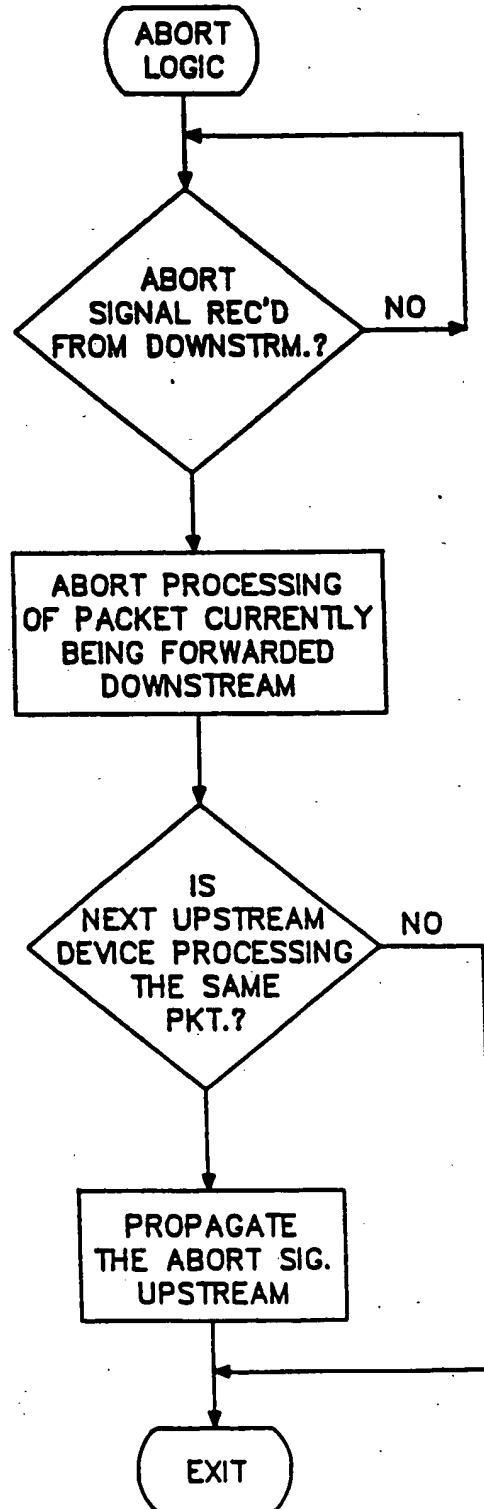 ABORT
LOGIC
ABORT
SIGNAL REC'D
FROM DOWNSTRM.?
NO
ABORT PROCESSING
OF PACKET CURRENTLY
BEING FORWARDED
DOWNSTREAM
IS
NEXT UPSTREAM
DEVICE PROCESSING
THE SAME
PKT.?
NO
PROPAGATE
THE ABORT SIG.
UPSTREAM
EXIT